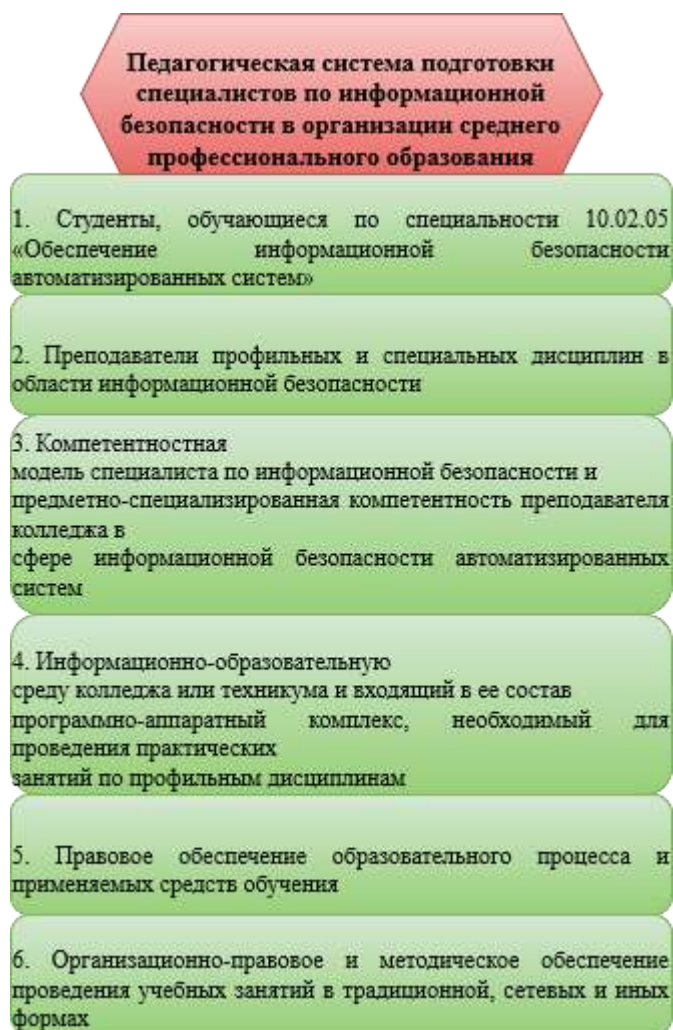 Педагогическая система подготовки
специалистов по информационной
безопасности в организации среднего
профессионального образования
1. Студенты, обучающиеся по специальности 10.02.05
«Обеспечение информационной безопасности
автоматизированных систем»
2. Преподаватели профильных и специальных дисциплин в
области информационной безопасности
3. Компетентностная
модель специалиста по информационной безопасности и
предметно-специализированная компетентность преподавателя
колледжа в
сфере информационной безопасности автоматизированных
систем
4. Информационно-образовательную
среду колледжа или техникума и входящий в ее состав
программно-аппаратный комплекс, необходимый для
проведения практических
занятий по профильным дисциплинам
5. Правовое обеспечение образовательного процесса и
применяемых средств обучения
6. Организационно-правовое и методическое обеспечение
проведения учебных занятий в традиционной, сетевых и иных
формах